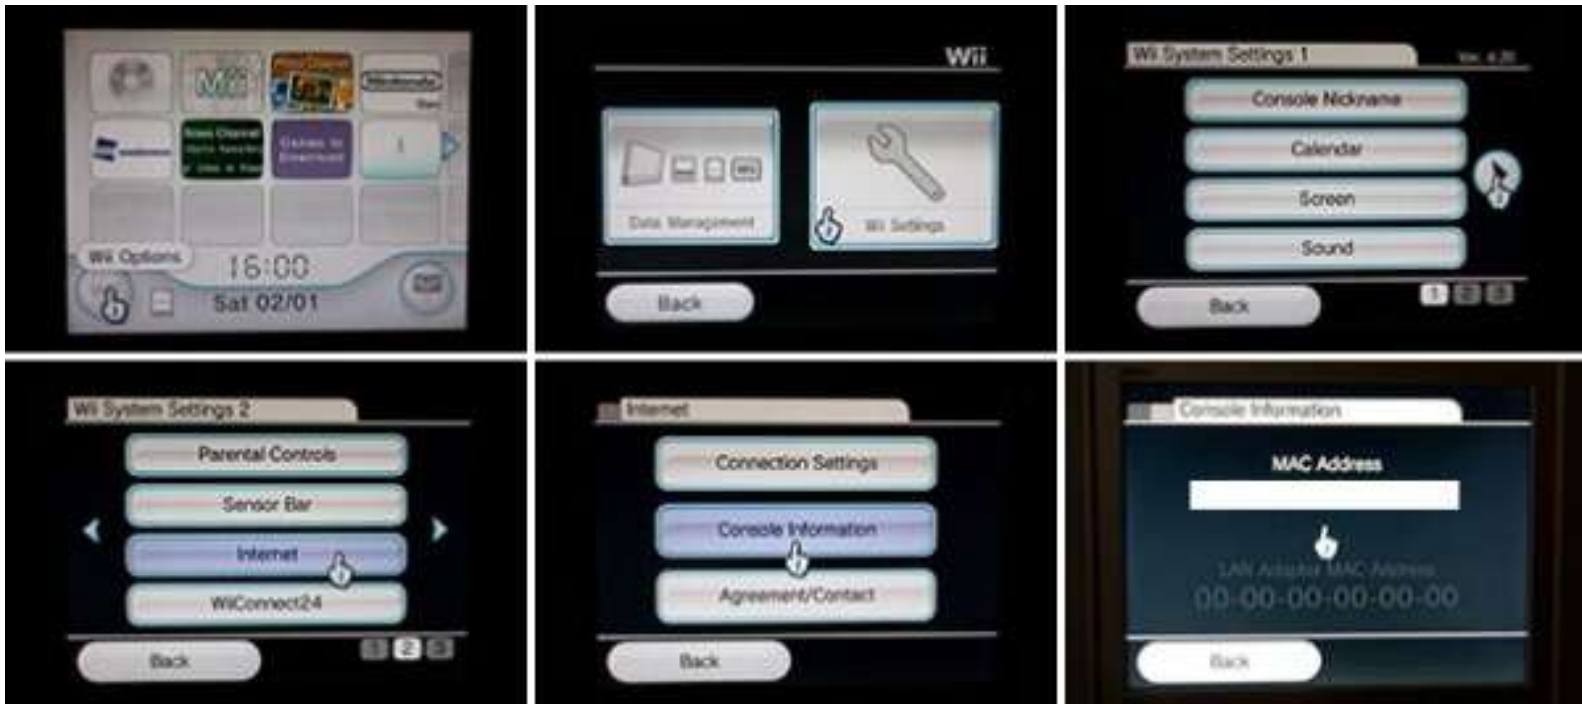 Mii
Nintendo
Wii Options
16:00
Sat 02/01
Wii
Data Management
Wii Settings
Back
Wii System Settings 1
Console Nickname
Calendar
Screen
Sound
Back
1 2 3
Wii System Settings 2
Parental Controls
Sensor Bar
Internet
WiiConnect24
Back
1 2 3
Internet
Connection Settings
Console Information
Agreement/Contact
Back
Console Information
MAC Address
LAN Adapter MAC Address
00-00-00-00-00-00
Back